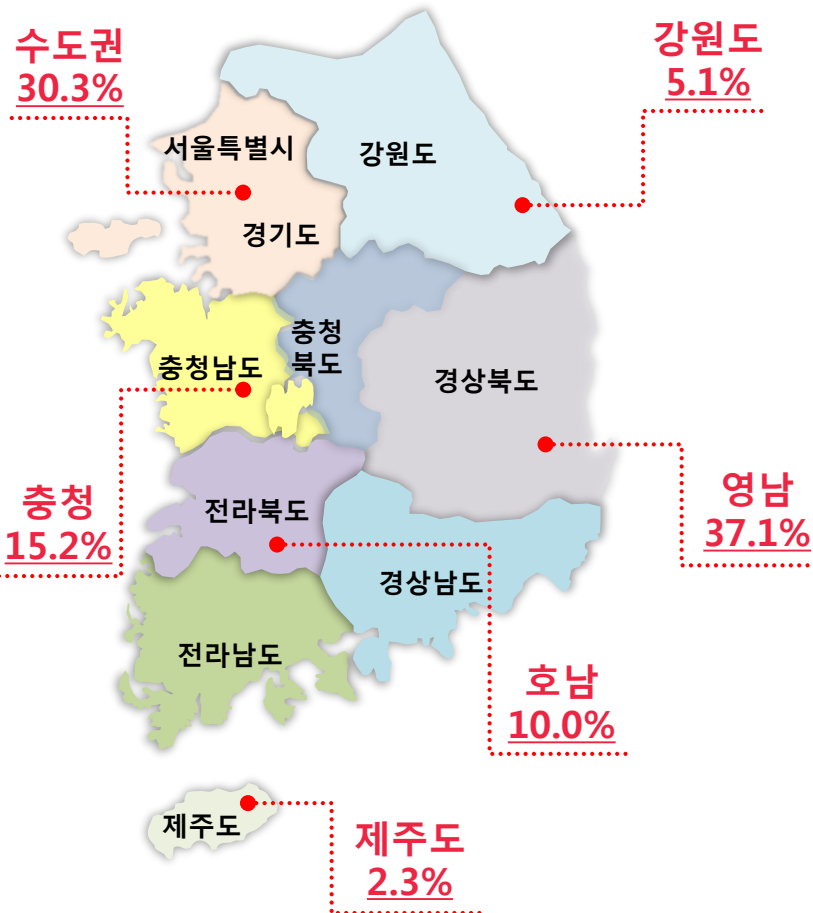 수도권
30.3%
강원도
5.1%
서울특별시
강원도
경기도
충청
북도
충청남도
경상북도
충청
15.2%
전라북도
영남
37.1%
경상남도
전라남도
호남
10.0%
제주도
제주도
2.3%